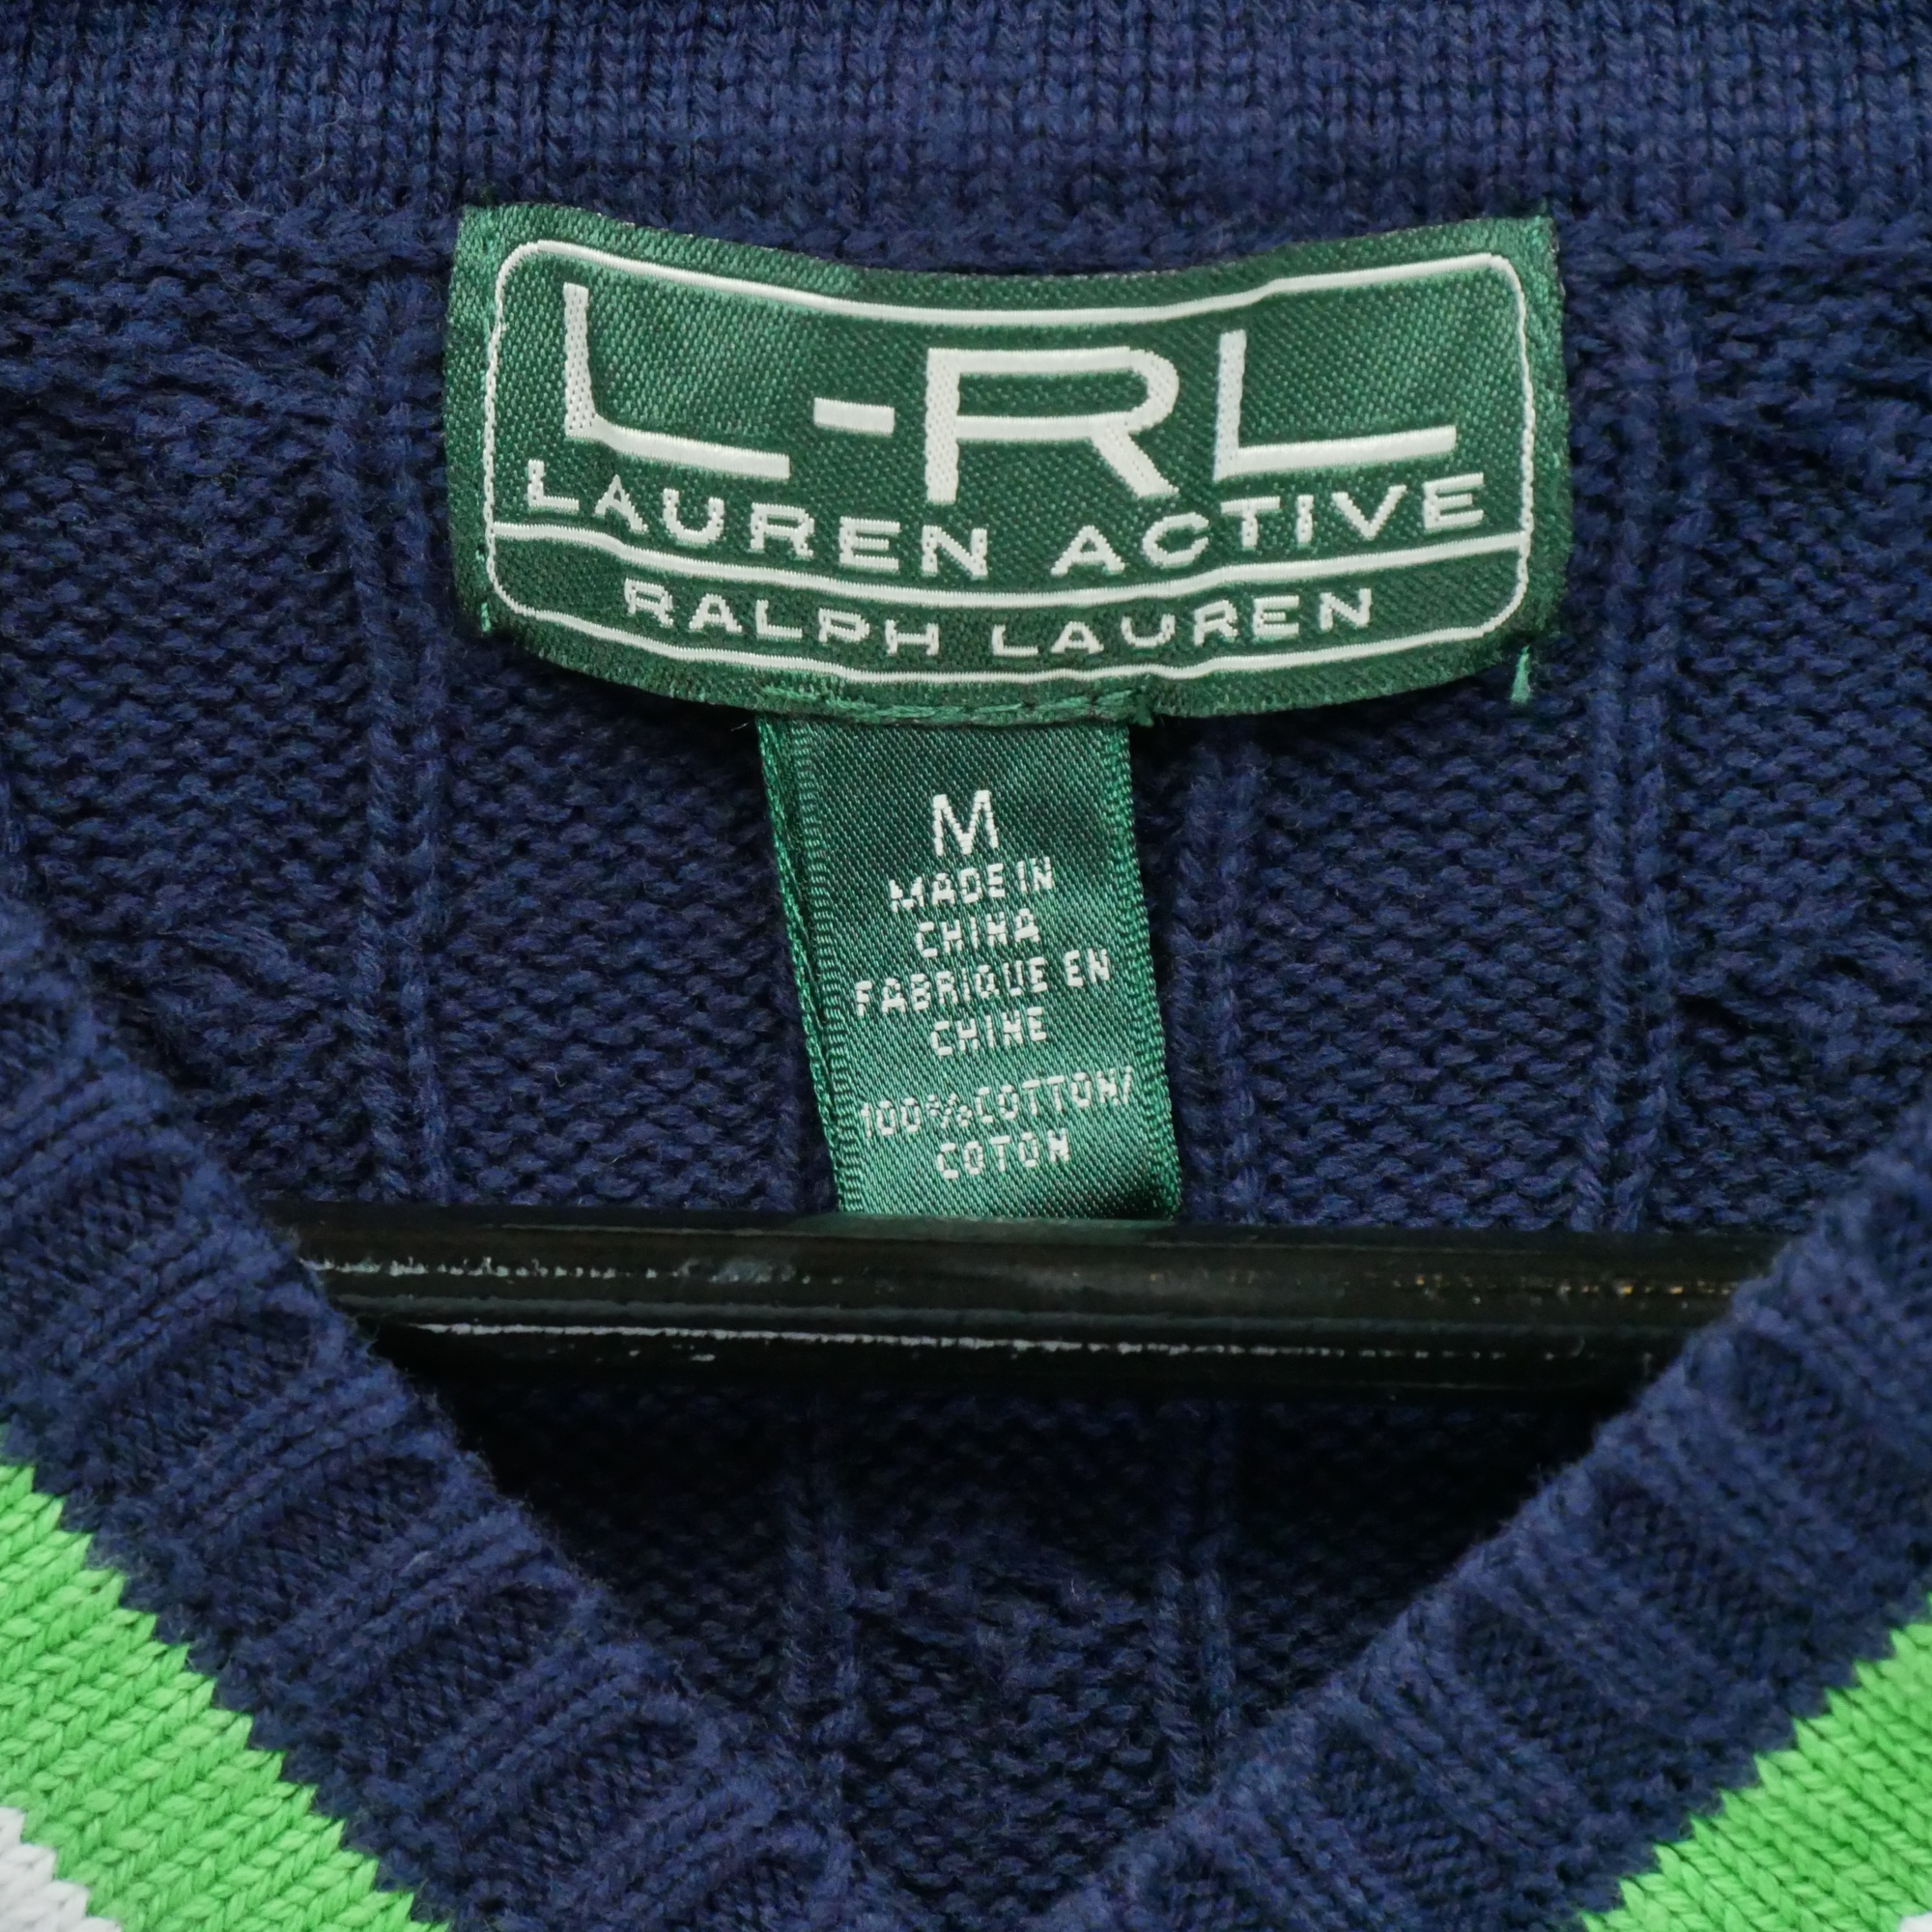 L-RL
LAUREN ACTIVE
RALPH LAUREN
M
MADE IN
CHINA
FABRIQUE EN
CHINE
100% COTTON/
COTON